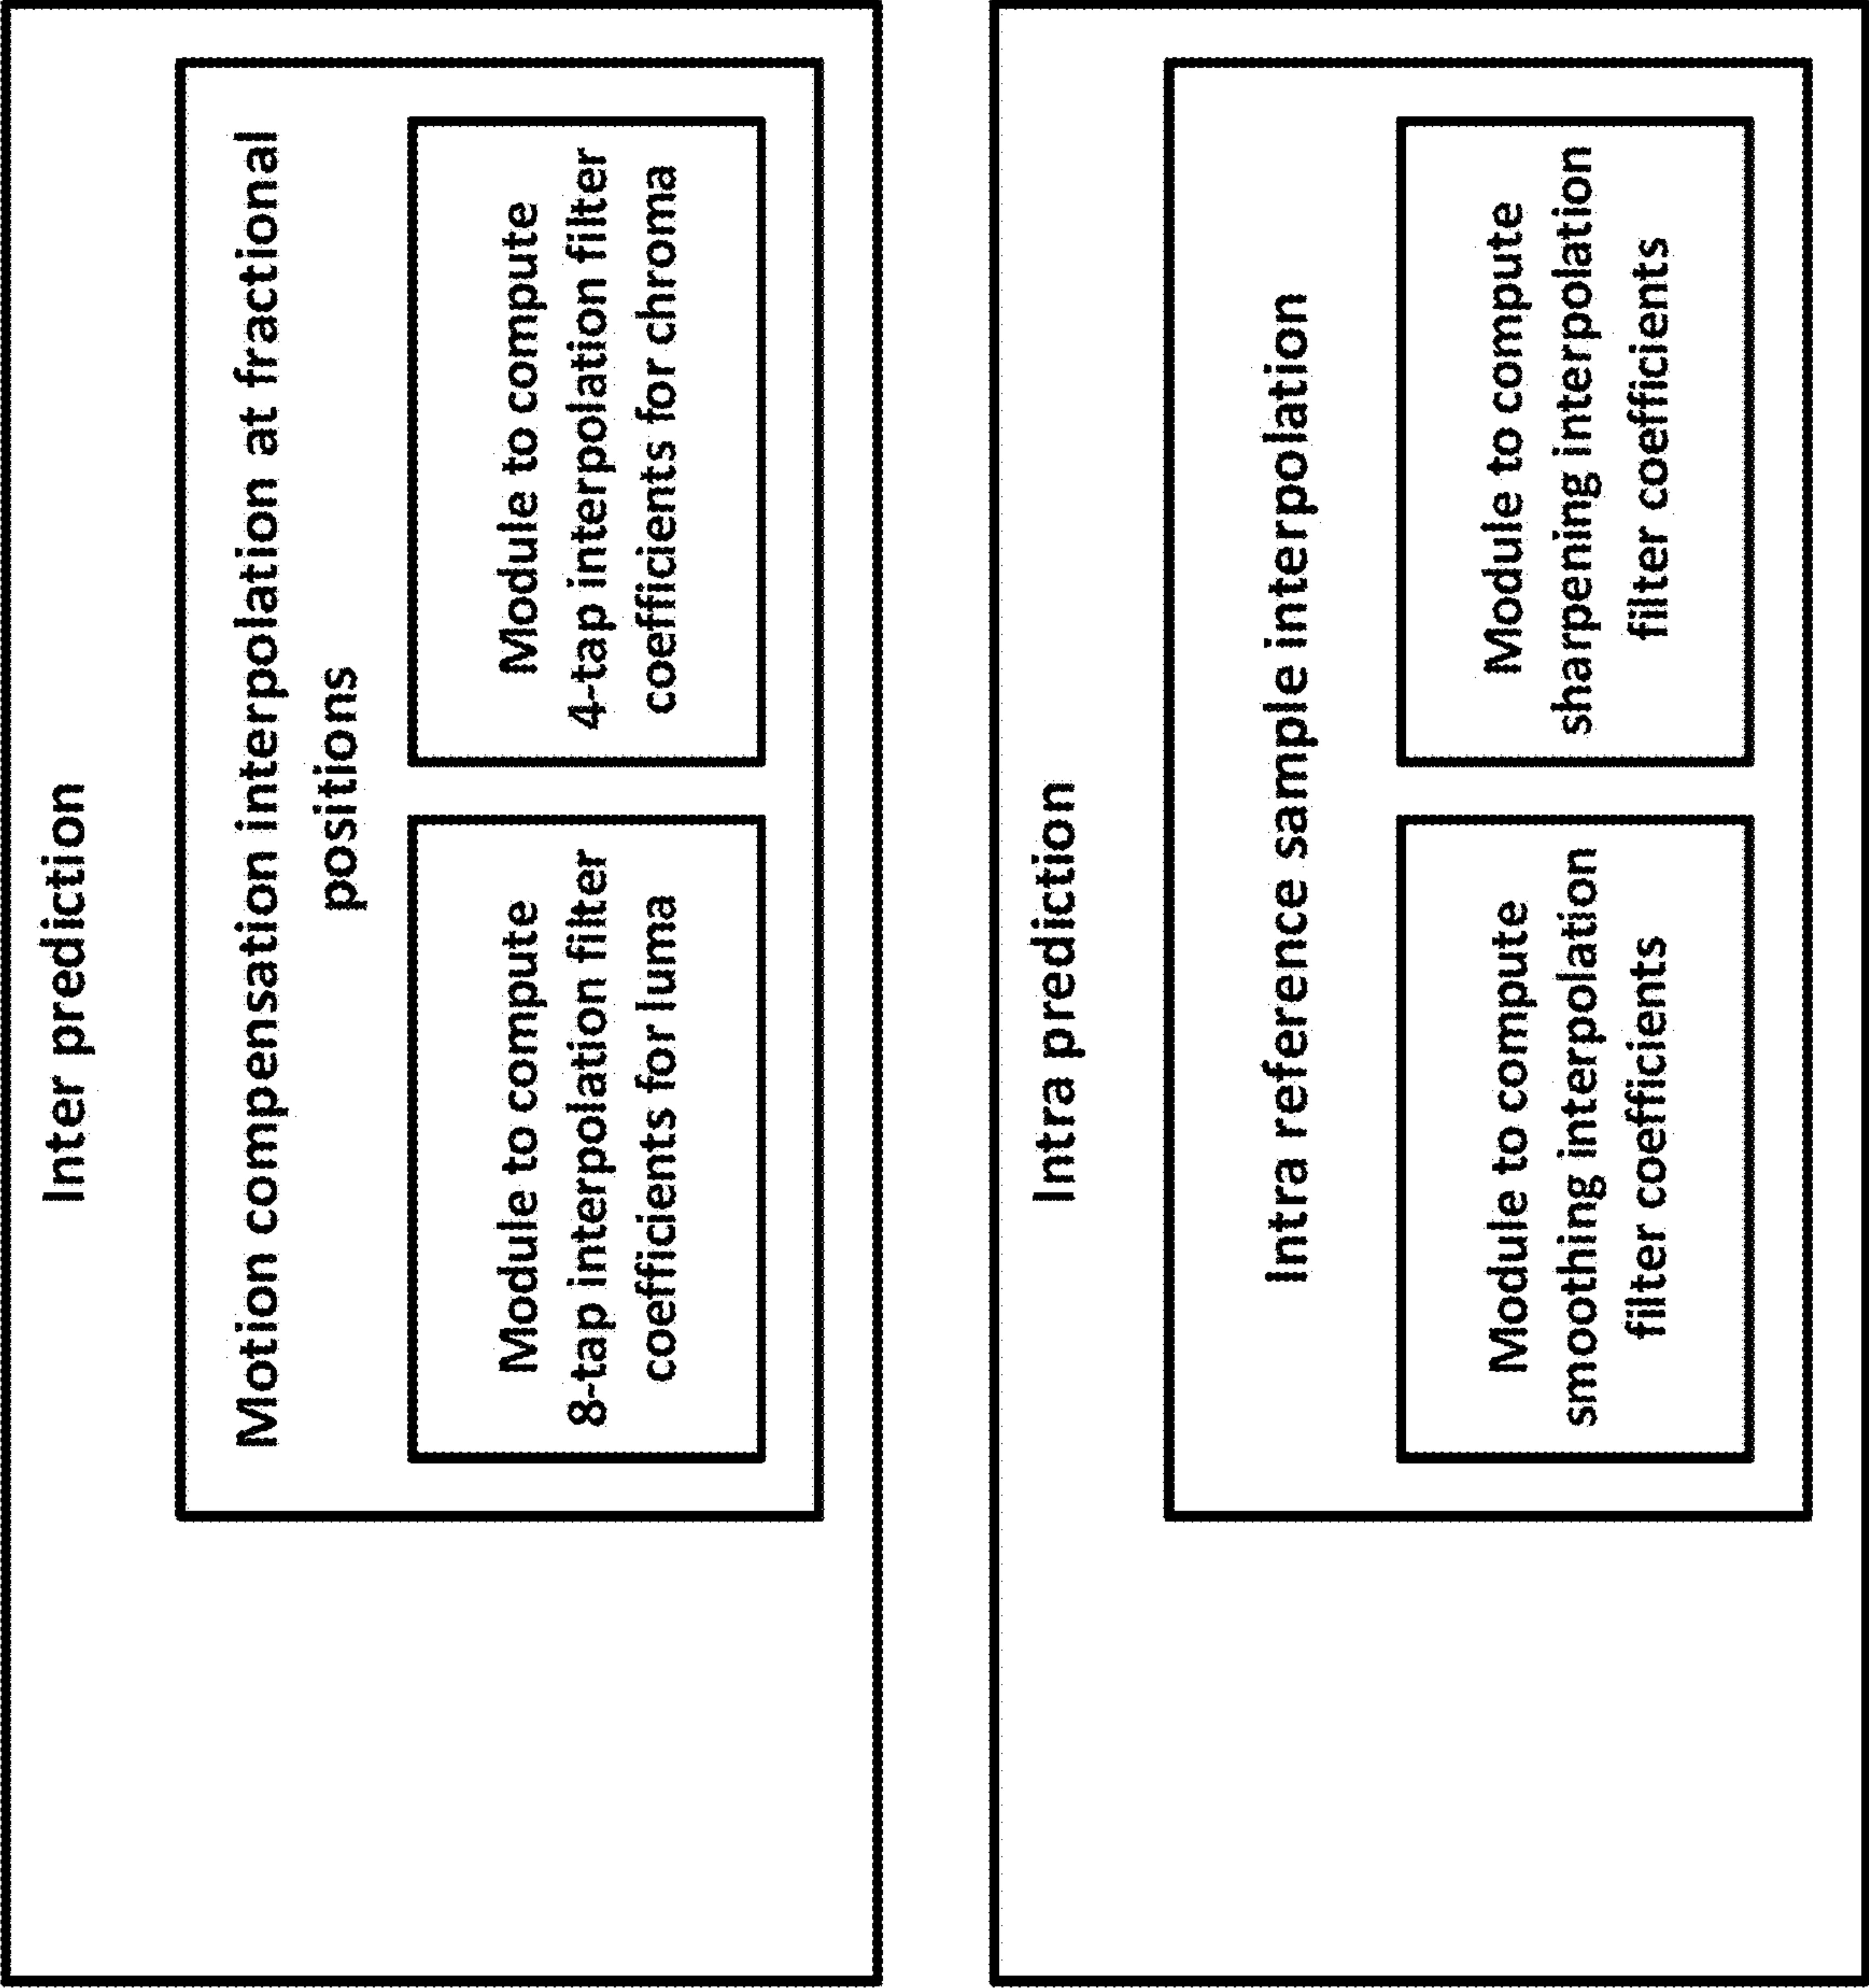 Inter prediction
Motion compensation interpolation at fractional
positions
Module to compute
8-tap interpolation filter
coefficients for luma
Module to compute
4-tap interpolation filter
coefficients for chroma
Intra prediction
Intra reference sample interpolation
Module to compute
smoothing interpolation
filter coefficients
Module to compute
sharpening interpolation
filter coefficients